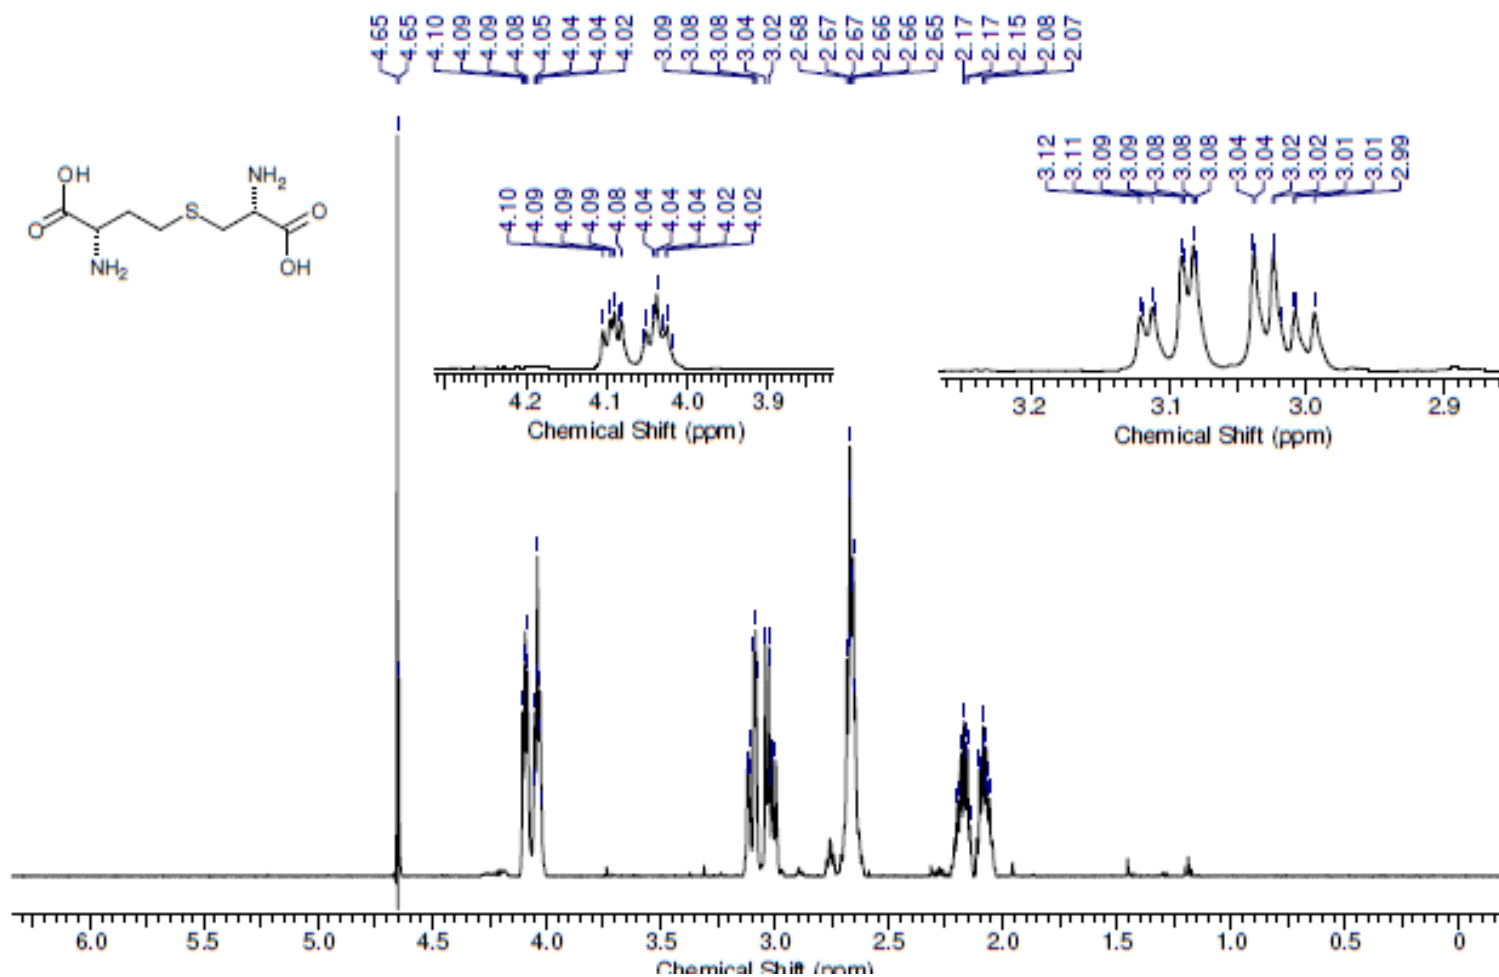 4.65 4.65 4.10 4.09 4.09 4.08 4.05 4.04 4.04 4.02 3.09 3.08 3.08 3.04 3.02 2.68 2.67 2.67 2.66 2.66 2.65 2.17 2.17 2.15 2.08 2.07
3.12 3.11 3.09 3.09 3.08 3.08 3.08 3.04 3.04 3.02 3.02 3.01 3.01 2.99
OH NH2
4.10 4.09 4.09 4.09 4.08 4.04 4.04 4.04 4.02 4.02
O S O
NH2 OH
4.2 4.1 4.0 3.9
Chemical Shift (ppm)
3.2 3.1 3.0 2.9
Chemical Shift (ppm)
6.0 5.5 5.0 4.5 4.0 3.5 3.0 2.5 2.0 1.5 1.0 0.5 0
Chemical Shift (ppm)